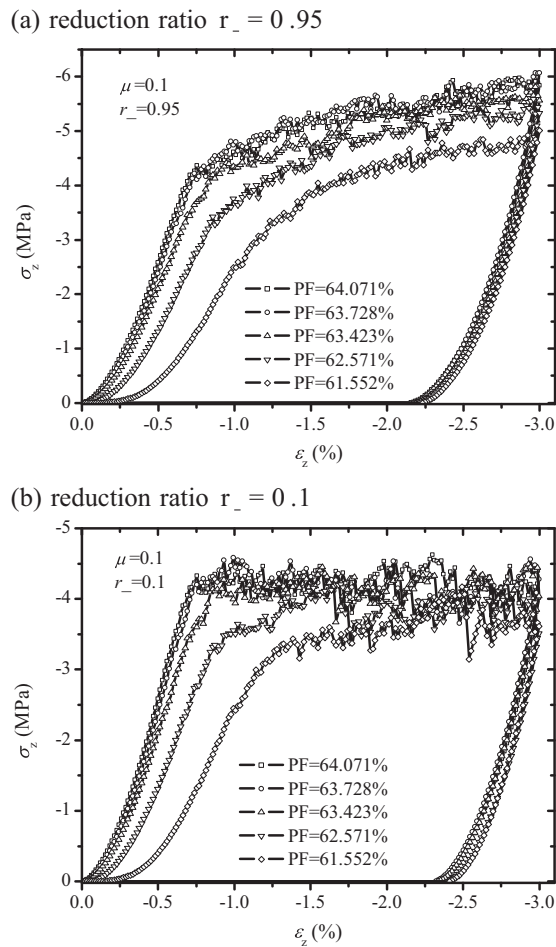 (a) reduction ratio r_ = 0.95
μ=0.1
r_=0.95
-6
-5
-4
-3
-2
-1
0
σz (MPa)
PF=64.071%
PF=63.728%
PF=63.423%
PF=62.571%
PF=61.552%
0.0 -0.5 -1.0 -1.5 -2.0 -2.5 -3.0
εz (%)
(b) reduction ratio r_ = 0.1
μ=0.1
r_=0.1
-5
-4
-3
-2
-1
0
σz (MPa)
PF=64.071%
PF=63.728%
PF=63.423%
PF=62.571%
PF=61.552%
0.0 -0.5 -1.0 -1.5 -2.0 -2.5 -3.0
εz (%)